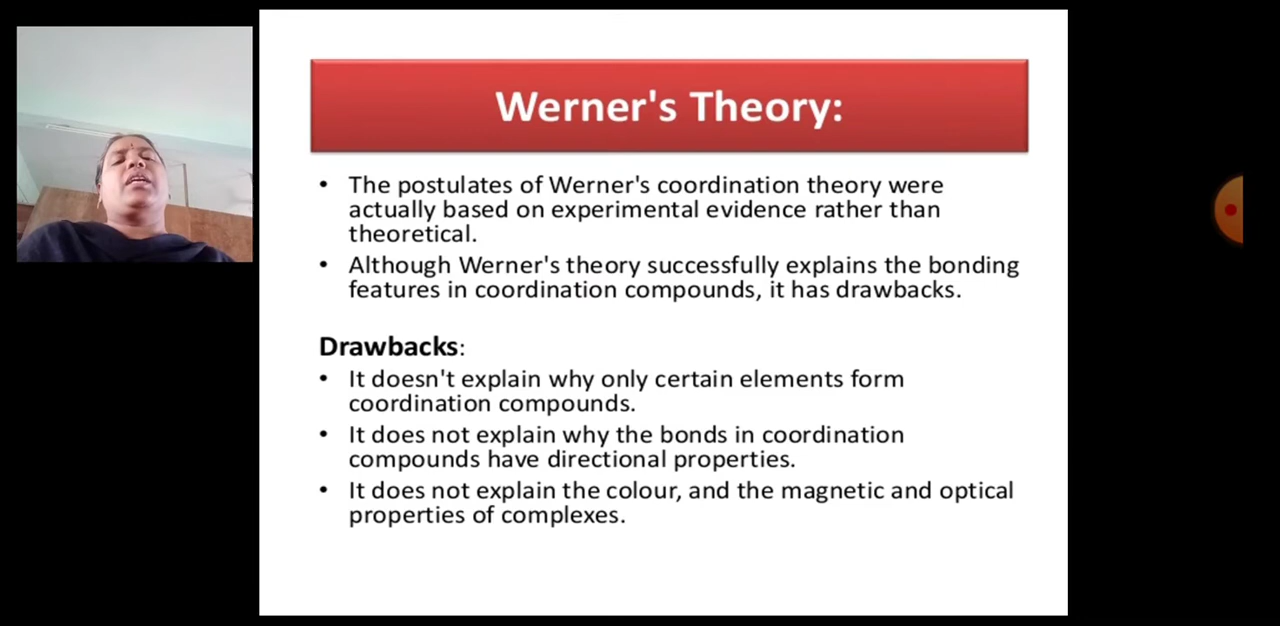 Werner's Theory:
• The postulates of Werner's coordination theory were
actually based on experimental evidence rather than
theoretical.
• Although Werner's theory successfully explains the bonding
features in coordination compounds, it has drawbacks.
Drawbacks:
• It doesn't explain why only certain elements form
coordination compounds.
• It does not explain why the bonds in coordination
compounds have directional properties.
• It does not explain the colour, and the magnetic and optical
properties of complexes.